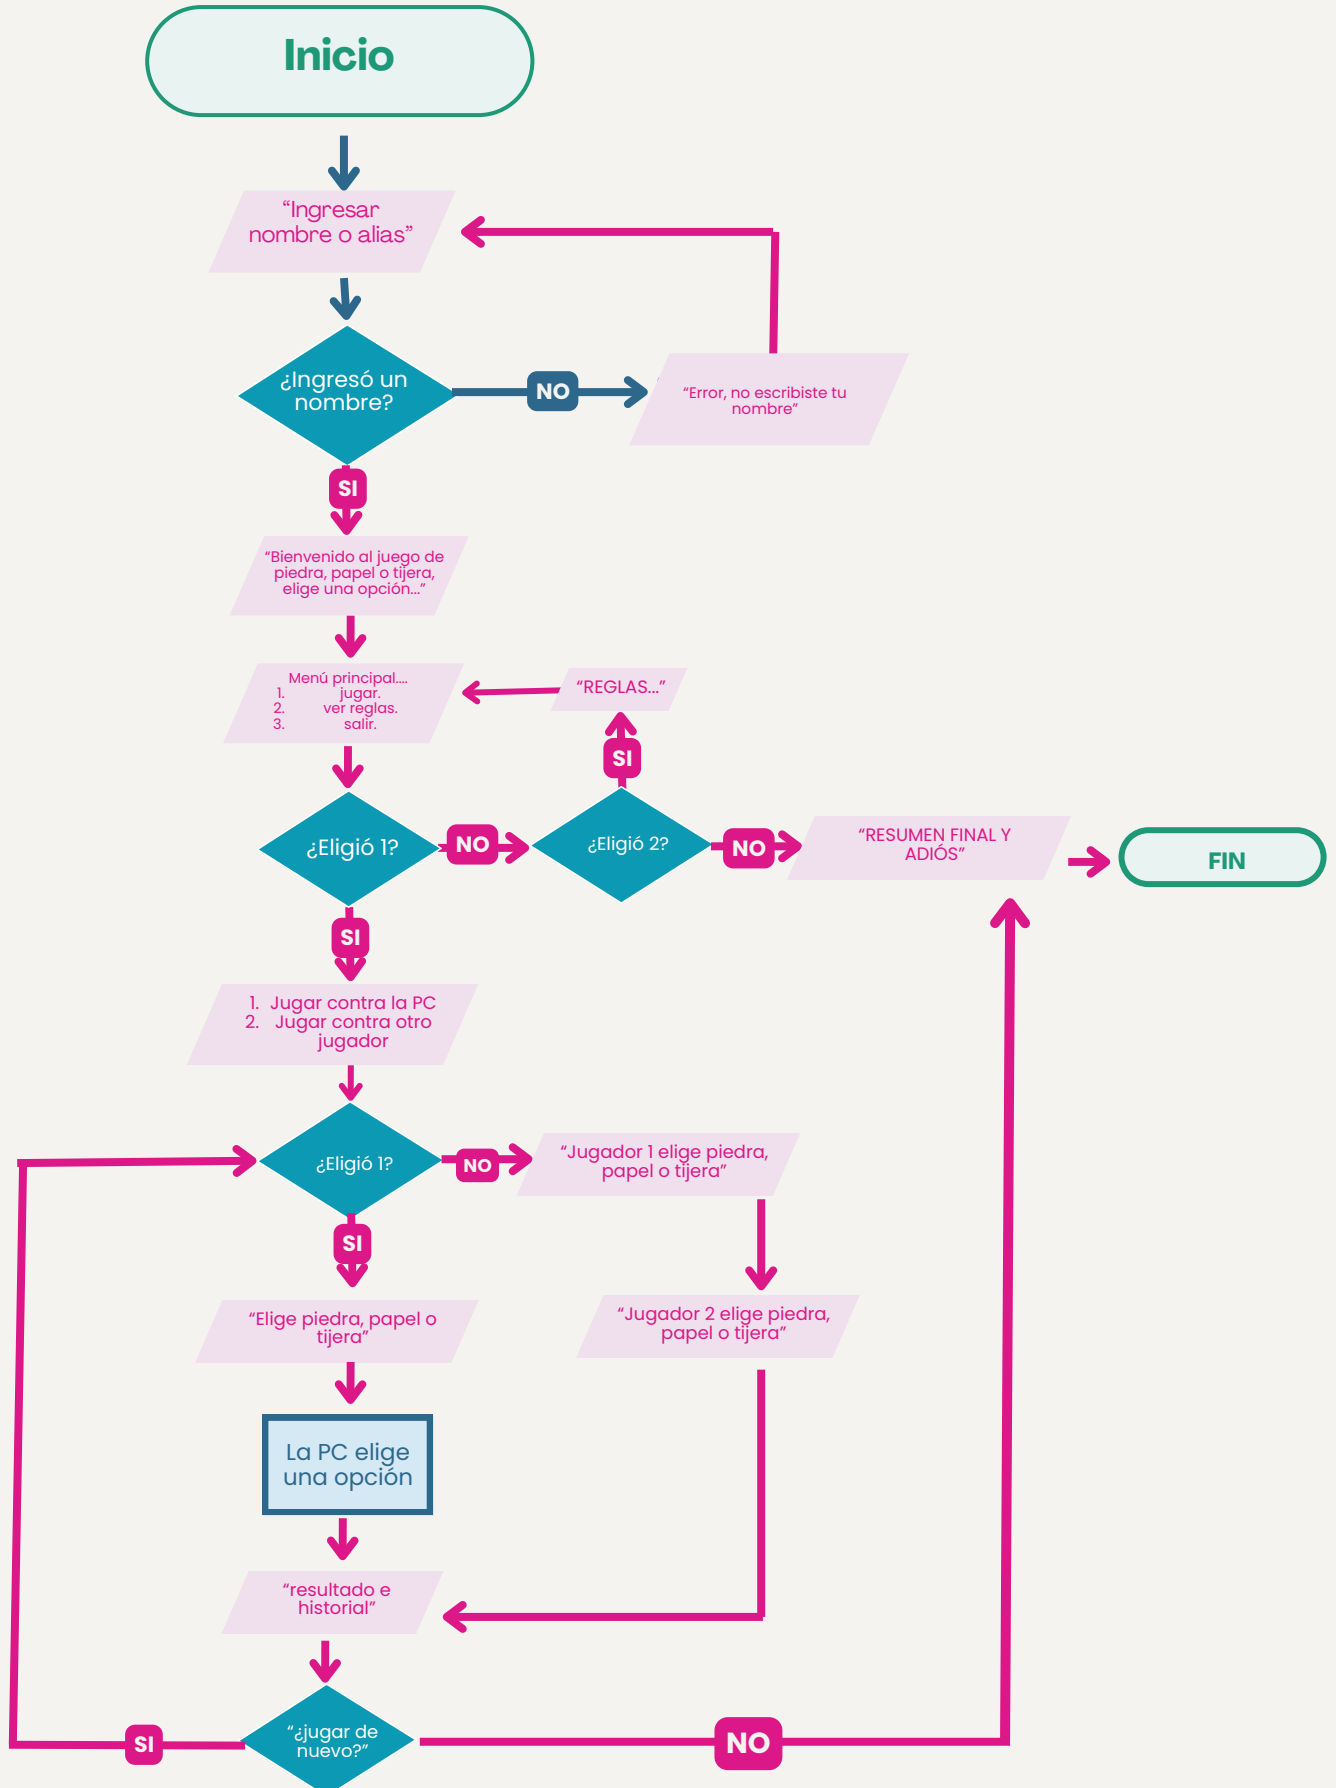 Inicio
“Ingresar
nombre o alias”
¿Ingresó un
nombre?
NO
“Error, no escribiste tu
nombre”
SI
“Bienvenido al juego de
piedra, papel o tijera,
elige una opción...”
Menú principal....
1. jugar.
2. ver reglas.
3. salir.
“REGLAS...”
SI
¿Eligió 1?
NO
¿Eligió 2?
NO
“RESUMEN FINAL Y
ADIÓS”
FIN
SI
1. Jugar contra la PC
2. Jugar contra otro
jugador
¿Eligió 1?
NO
“Jugador 1 elige piedra,
papel o tijera”
SI
“Elige piedra, papel o
tijera”
“Jugador 2 elige piedra,
papel o tijera”
La PC elige
una opción
“resultado e
historial”
“¿jugar de
nuevo?”
SI
NO